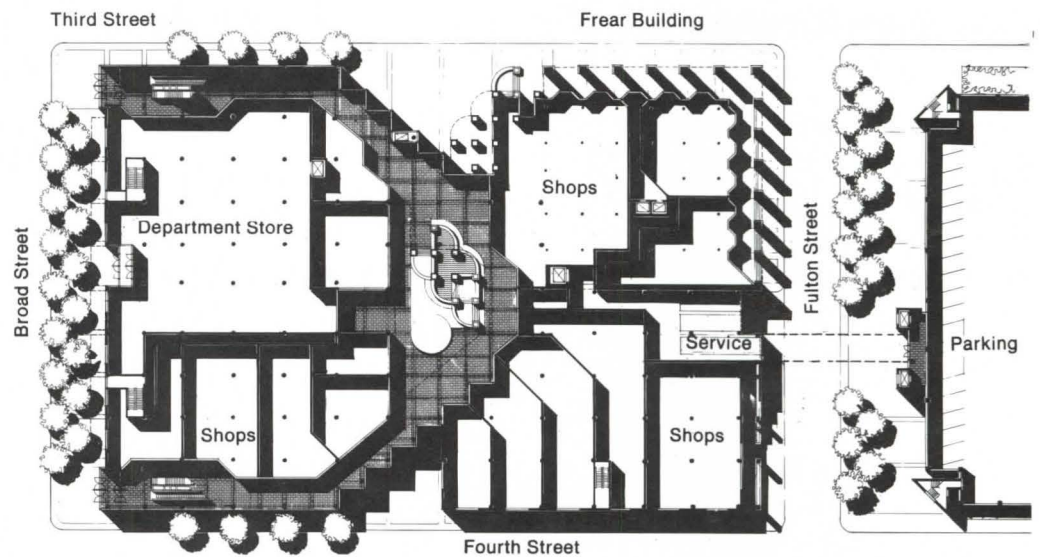 Third Street
Frear Building
Shops
Department Store
Broad Street
Fulton Street
Service
Parking
Shops
Shops
Fourth Street